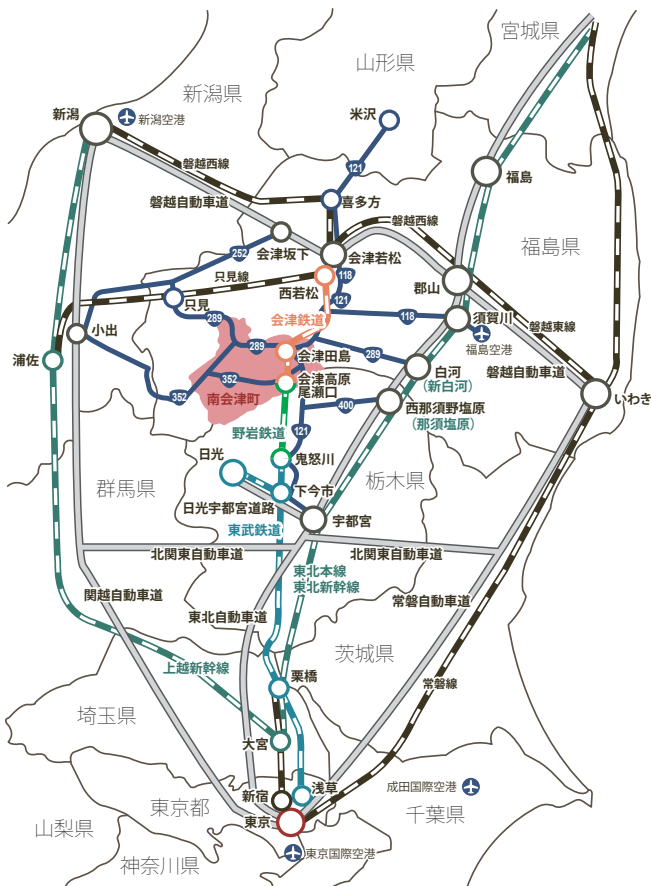 宮城県
山形県
新潟県
新潟
新潟空港
米沢
磐越西線
121
福島
磐越自動車道
喜多方
磐越西線
福島県
252
会津坂下
会津若松
只見線
118
西若松
郡山
只見
121
289
会津鉄道
118
須賀川
磐越東線
小出
福島空港
浦佐
289
会津田島
289
白河
(新白河)
磐越自動車道
352
会津高原
尾瀬口
352
南会津町
400
西那須野塩原
(那須塩原)
いわき
野岩鉄道
121
日光
鬼怒川
栃木県
群馬県
下今市
日光宇都宮道路
宇都宮
東武鉄道
北関東自動車道
北関東自動車道
東北本線
東北新幹線
関越自動車道
常磐自動車道
東北自動車道
茨城県
上越新幹線
栗橋
常磐線
埼玉県
大宮
新宿
浅草
成田国際空港
東京都
東京
千葉県
山梨県
東京国際空港
神奈川県